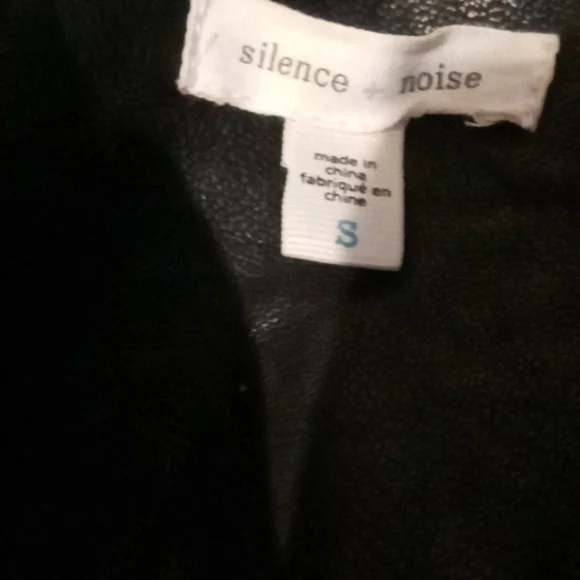 silence + noise
made in
china
fabriqué en
chine
S